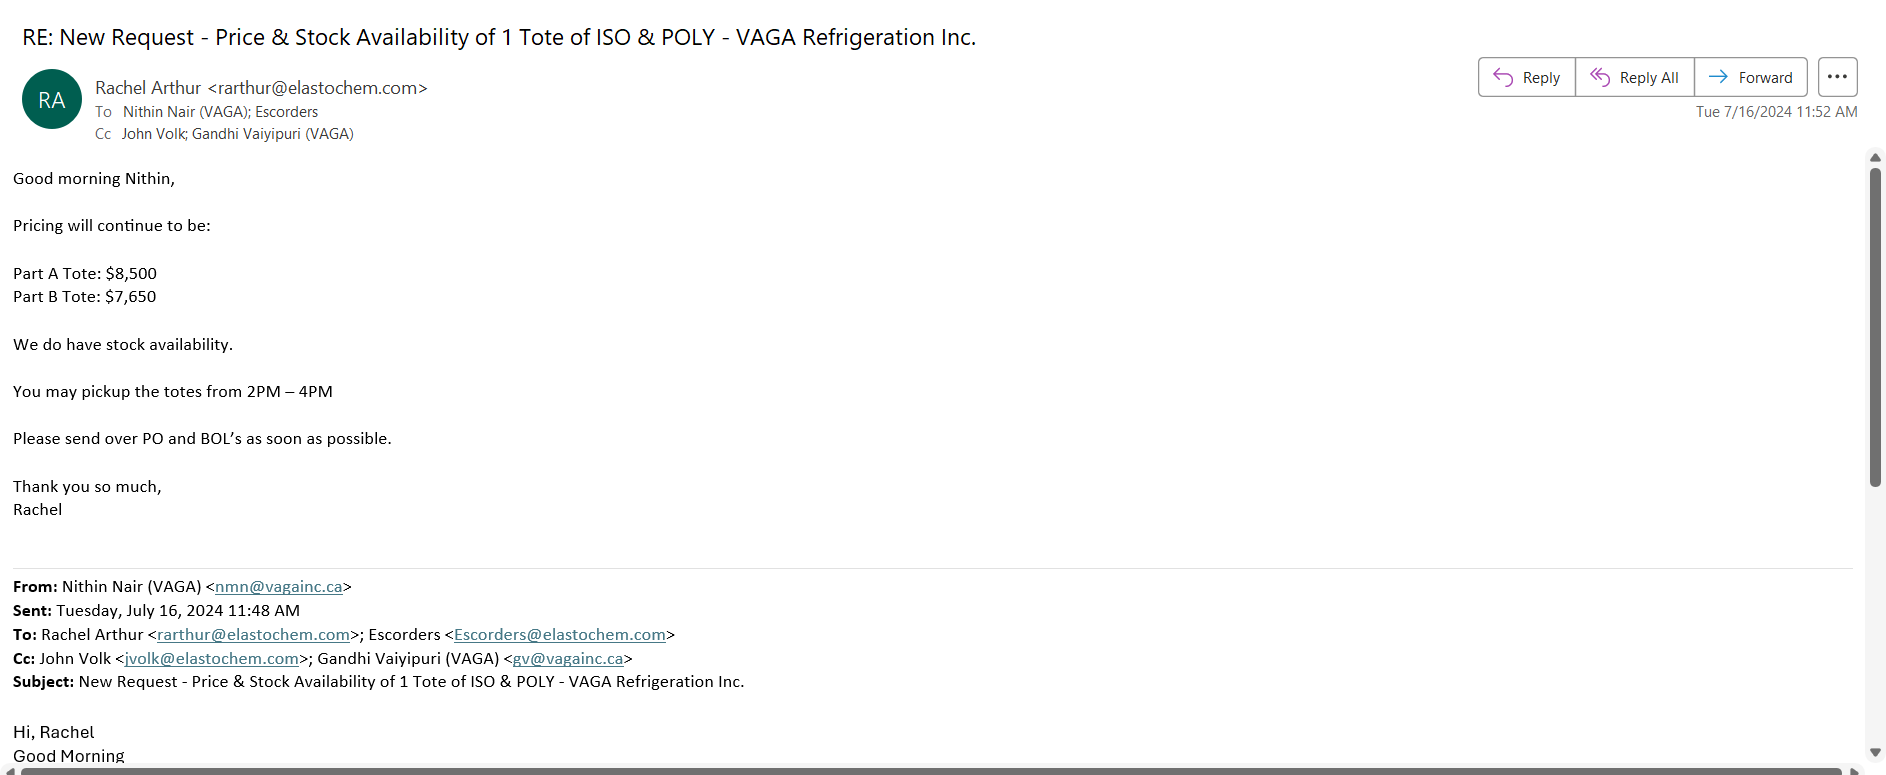 RE: New Request - Price & Stock Availability of 1 Tote of ISO & POLY - VAGA Refrigeration Inc.
RA
Rachel Arthur <rarthur@elastochem.com>
To Nithin Nair (VAGA); Escorders
Cc John Volk; Gandhi Vaiyipuri (VAGA)
Reply
Reply All
Forward
Tue 7/16/2024 11:52 AM
Good morning Nithin,
Pricing will continue to be:
Part A Tote: $8,500
Part B Tote: $7,650
We do have stock availability.
You may pickup the totes from 2PM – 4PM
Please send over PO and BOL’s as soon as possible.
Thank you so much,
Rachel
From: Nithin Nair (VAGA) <nmn@vagainc.ca>
Sent: Tuesday, July 16, 2024 11:48 AM
To: Rachel Arthur <rarthur@elastochem.com>; Escorders <Escorders@elastochem.com>
Cc: John Volk <jvolk@elastochem.com>; Gandhi Vaiyipuri (VAGA) <gv@vagainc.ca>
Subject: New Request - Price & Stock Availability of 1 Tote of ISO & POLY - VAGA Refrigeration Inc.
Hi, Rachel
Good Morning